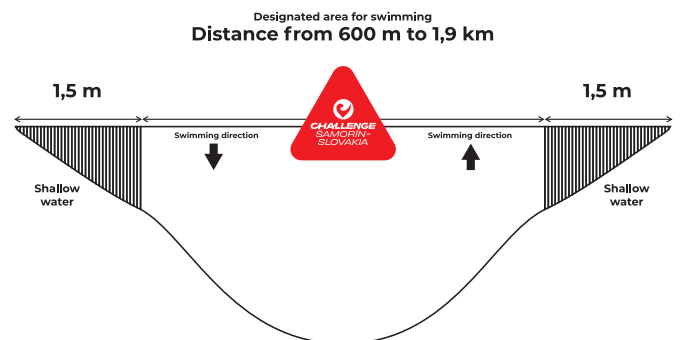 Designated area for swimming
Distance from 600 m to 1,9 km
1,5 m
1,5 m
CHALLENGE
ŠAMORÍN–
SLOVAKIA
Swimming direction
Swimming direction
Shallow
water
Shallow
water